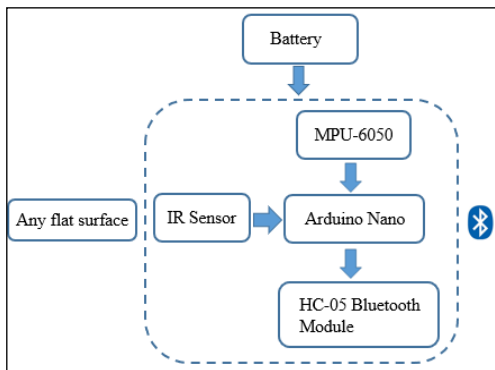 Battery
MPU-6050
Any flat surface
IR Sensor
Arduino Nano
HC-05 Bluetooth
Module